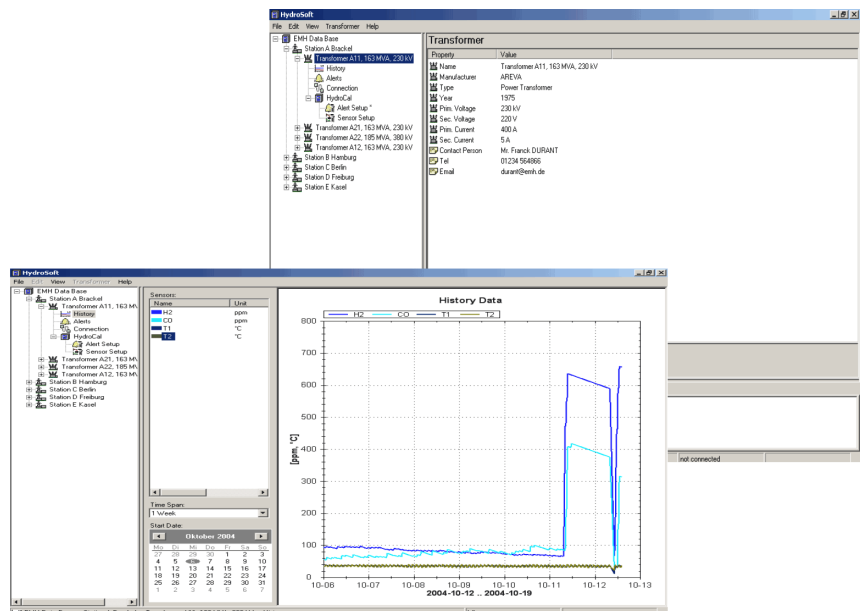 HydroSoft
File Edit View Transformer Help
EMH Data Base
Station A Brackel
Transformer A11, 163 MVA, 230 kV
History
Alerts
Connection
HydroCal
Alert Setup *
Sensor Setup
Transformer A21, 163 MVA, 230 kV
Transformer A22, 185 MVA, 380 kV
Transformer A12, 163 MVA, 230 kV
Station B Hamburg
Station C Berlin
Station D Freiburg
Station E Kasel
Transformer
Property Value
Name Transformer A11, 163 MVA, 230 kV
Manufacturer AREVA
Type Power Transformer
Year 1975
Prim. Voltage 230 kV
Sec. Voltage 220 V
Prim. Current 400 A
Sec. Current 5 A
Contact Person Mr. Franck DURANT
Tel 01234 564866
Email durant@emh.de
not connected
HydroSoft
File Edit View Transformer Help
EMH Data Base
Station A Brackel
Transformer A11, 163 M
History
Alerts
Connection
HydroCal
Alert Setup
Sensor Setup
Transformer A21, 163 M
Transformer A22, 185 M
Transformer A12, 163 M
Station B Hamburg
Station C Berlin
Station D Freiburg
Station E Kasel
Sensors:
Name Unit
H2 ppm
CO ppm
T1 °C
T2 °C
Time Span:
1 Week
Start Date:
Oktober 2004
Mo Di Mi Do Fr Sa So
27 28 29 30 1 2 3
4 5 6 7 8 9 10
11 12 13 14 15 16 17
18 19 20 21 22 23 24
25 26 27 28 29 30 31
1 2 3 4 5 6 7
History Data
H2 CO T1 T2
800
700
600
500
400
300
200
100
0
[ppm, °C]
10-06 10-07 10-08 10-09 10-10 10-11 10-12 10-13
2004-10-12 .. 2004-10-19